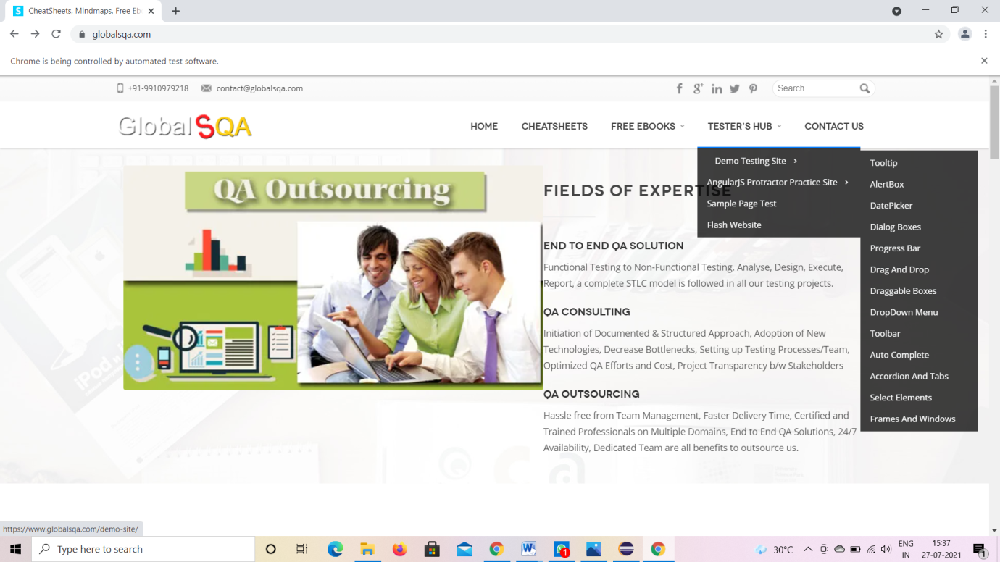 CheatSheets, Mindmaps, Free Eb
globalsqa.com
Chrome is being controlled by automated test software.
+91-9910979218 contact@globalsqa.com
Search...
GlobalSQA
HOME CHEATSHEETS FREE EBOOKS TESTER'S HUB CONTACT US
Demo Testing Site
AngularJS Protractor Practice Site
Sample Page Test
Flash Website
Tooltip
AlertBox
DatePicker
Dialog Boxes
Progress Bar
Drag And Drop
Draggable Boxes
DropDown Menu
Toolbar
Auto Complete
Accordion And Tabs
Select Elements
Frames And Windows
QA Outsourcing
iPod
FIELDS OF EXPERTISE
END TO END QA SOLUTION
Functional Testing to Non-Functional Testing. Analyse, Design, Execute,
Report, a complete STLC model is followed in all our testing projects.
QA CONSULTING
Initiation of Documented & Structured Approach, Adoption of New
Technologies, Decrease Bottlenecks, Setting up Testing Processes/Team,
Optimized QA Efforts and Cost, Project Transparency b/w Stakeholders
QA OUTSOURCING
Hassle free from Team Management, Faster Delivery Time, Certified and
Trained Professionals on Multiple Domains, End to End QA Solutions, 24/7
Availability, Dedicated Team are all benefits to outsource us.
https://www.globalsqa.com/demo-site/
Type here to search
1
30°C
ENG
IN
15:37
27-07-2021
1